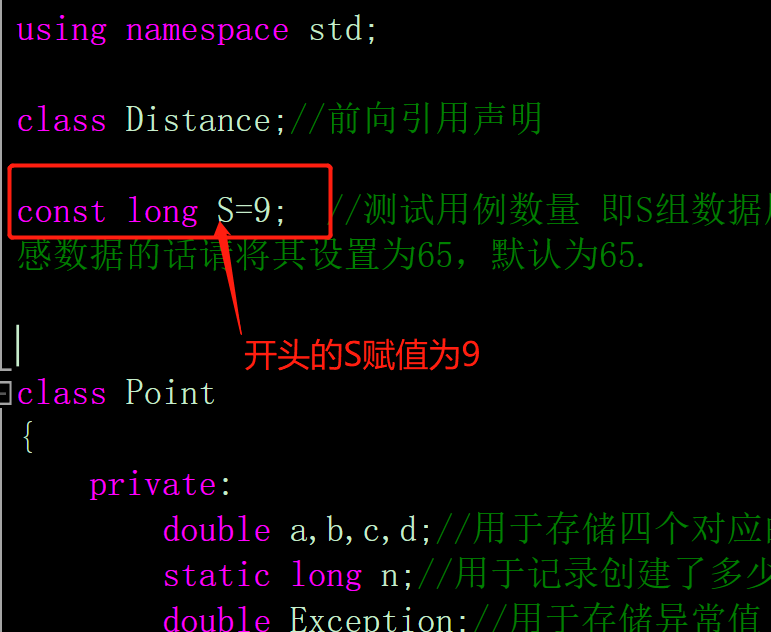 using namespace std;
class Distance;//前向引用声明
const long S=9; //测试用例数量 即S组数据
感数据的话请将其设置为65，默认为65.
开头的S赋值为9
class Point
{
private:
double a,b,c,d;//用于存储四个对应
static long n;//用于记录创建了多少
double Exception;//用于存储异常值